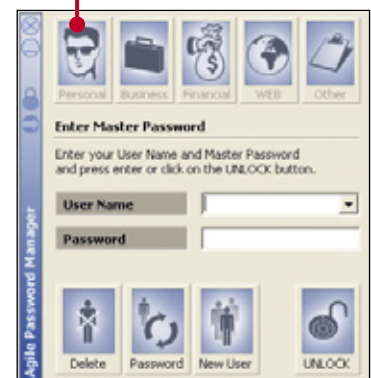 Personal Business Financial WEB Other
Enter Master Password
Enter your User Name and Master Password
and press enter or click on the UNLOCK button.
User Name
Password
Delete Password New User UNLOCK
Agile Password Manager